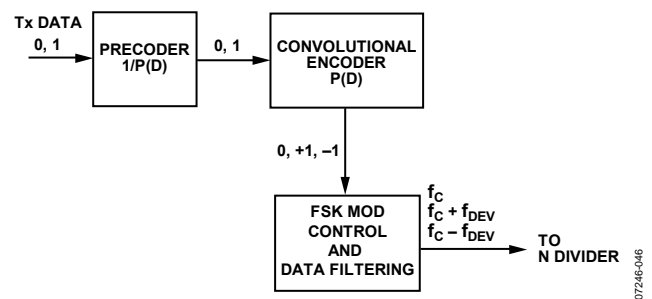 Tx DATA
0, 1
PRECODER
1/P(D)
0, 1
CONVOLUTIONAL
ENCODER
P(D)
0, +1, –1
FSK MOD
CONTROL
AND
DATA FILTERING
fC
fC + fDEV
fC – fDEV
TO
N DIVIDER
07246-046